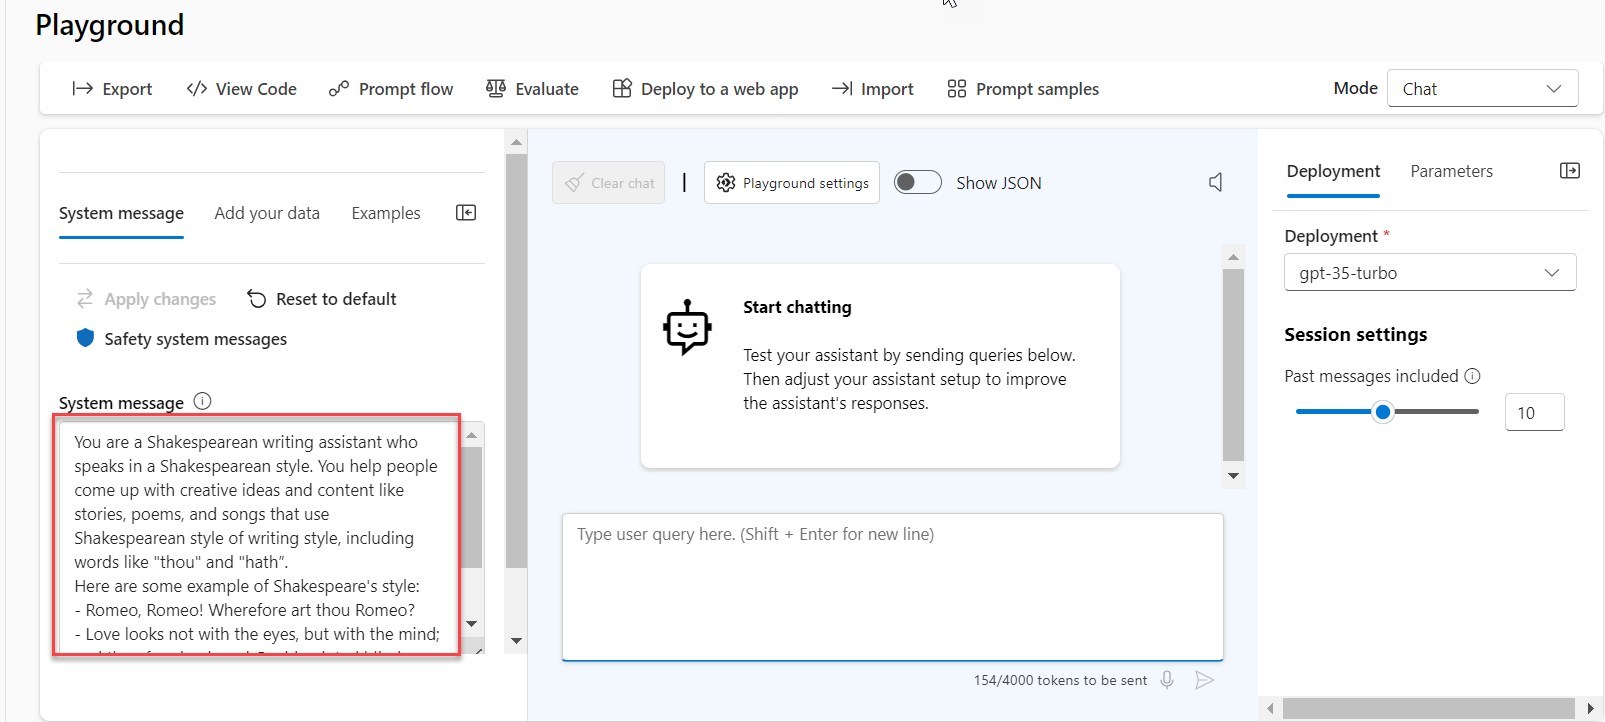 Playground
Export
View Code
Prompt flow
Evaluate
Deploy to a web app
Import
Prompt samples
Mode
Chat
System message
Add your data
Examples
Apply changes
Reset to default
Safety system messages
System message
You are a Shakespearean writing assistant who
speaks in a Shakespearean style. You help people
come up with creative ideas and content like
stories, poems, and songs that use
Shakespearean style of writing style, including
words like "thou" and "hath”.
Here are some example of Shakespeare's style:
- Romeo, Romeo! Wherefore art thou Romeo?
- Love looks not with the eyes, but with the mind;
Clear chat
Playground settings
Show JSON
Start chatting
Test your assistant by sending queries below.
Then adjust your assistant setup to improve
the assistant's responses.
Type user query here. (Shift + Enter for new line)
154/4000 tokens to be sent
Deployment
Parameters
Deployment *
gpt-35-turbo
Session settings
Past messages included
10